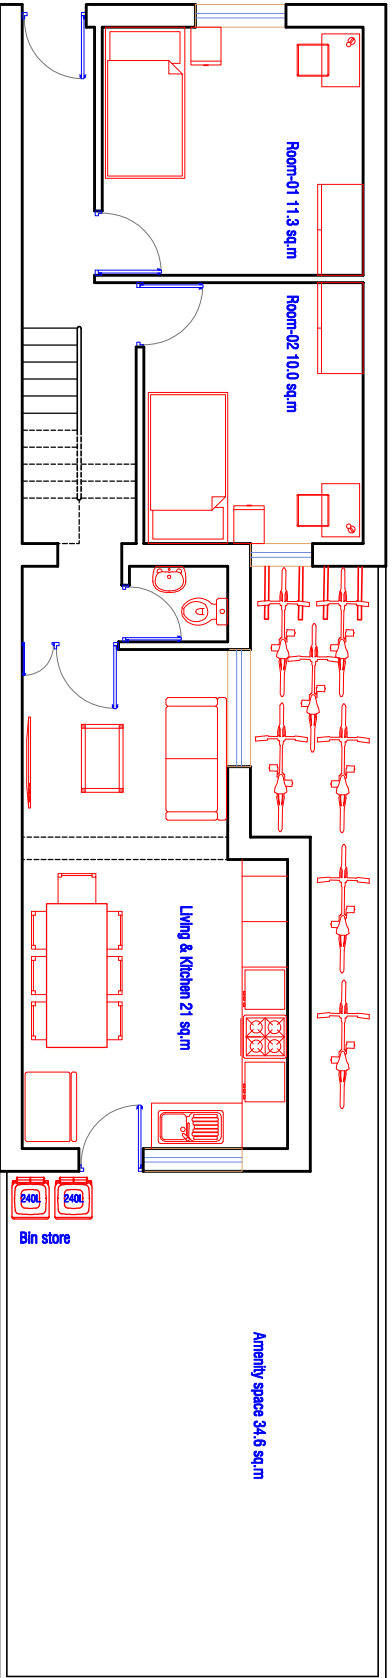 Room-01 11.3 sq.m
Room-02 10.0 sq.m
Living & Kitchen 21 sq.m
240L
240L
Bin store
Amenity space 34.6 sq.m